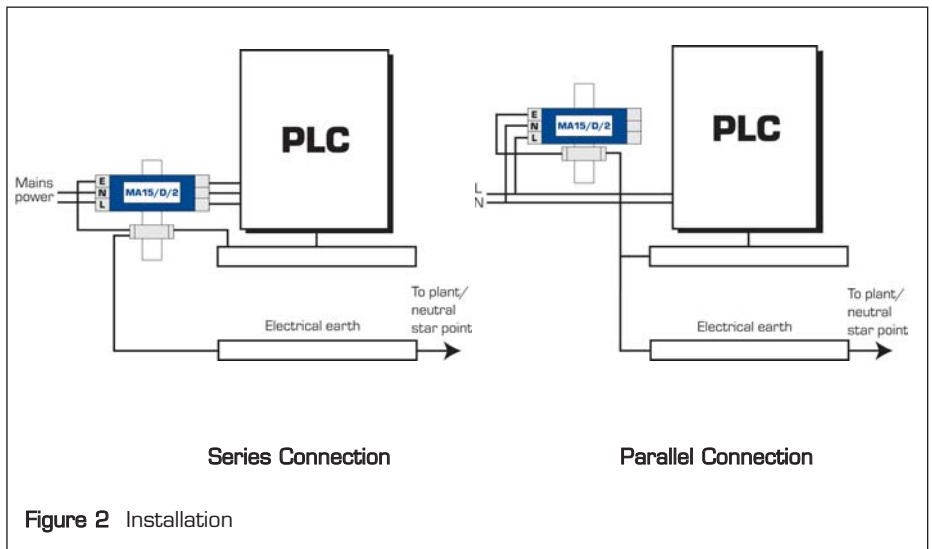 PLC
Mains
power
E
N
L
MA15/D/2
Electrical earth
To plant/
neutral
star point
Series Connection
PLC
E
N
L
MA15/D/2
L
N
Electrical earth
To plant/
neutral
star point
Parallel Connection
Figure 2 Installation